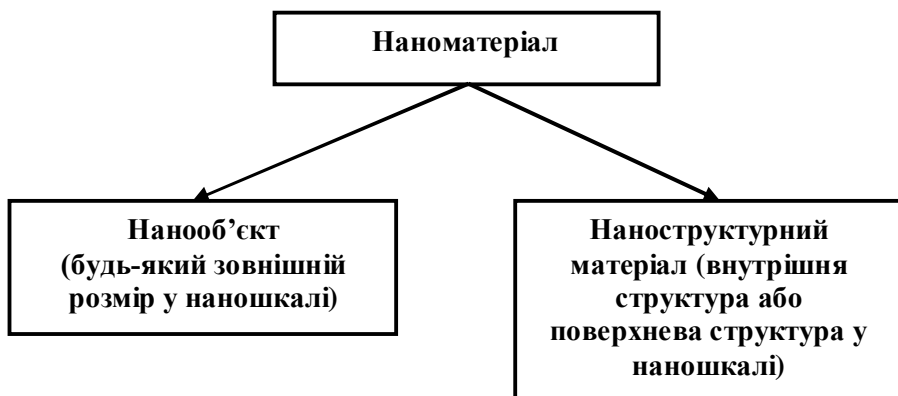 Наноматеріал
Нанооб’єкт
(будь-який зовнішній
розмір у наношкалі)
Наноструктурний
матеріал (внутрішня
структура або
поверхнева структура у
наношкалі)